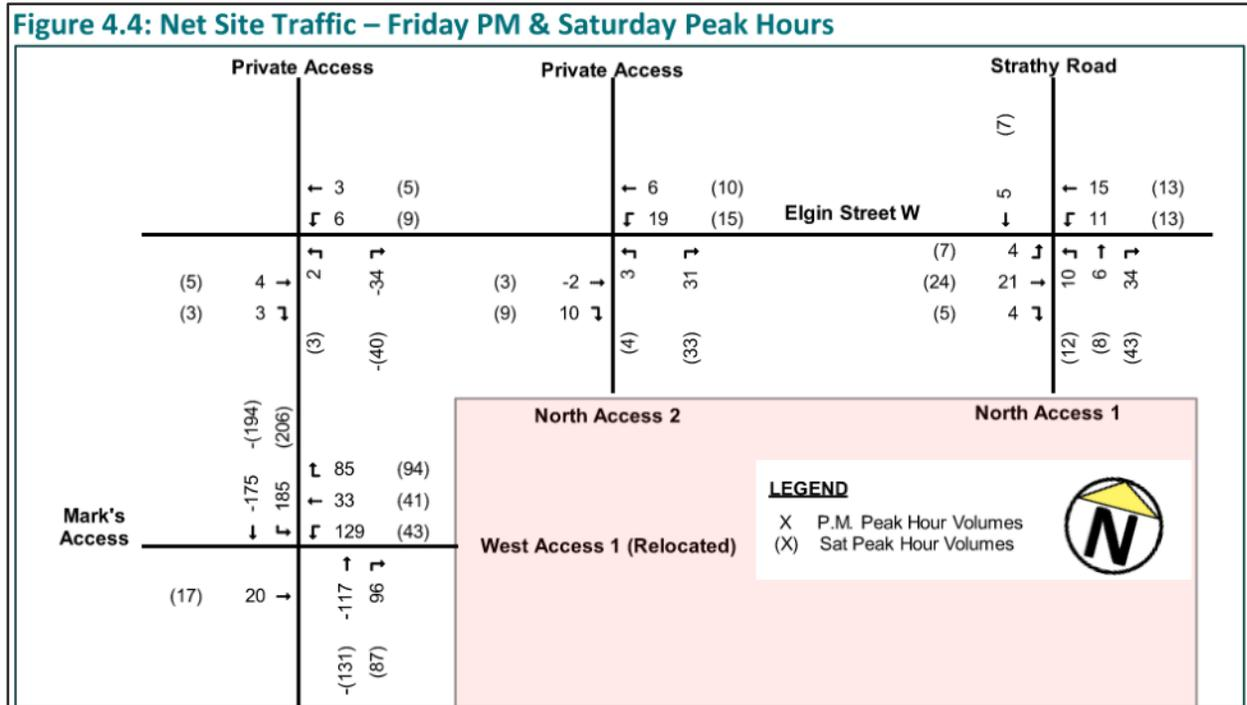 Figure 4.4: Net Site Traffic – Friday PM & Saturday Peak Hours
Private Access
Private Access
Strathy Road
(7)
5
← 3 (5)
↰ 6 (9)
← 6 (10)
↰ 19 (15)
Elgin Street W
← 15 (13)
↰ 11 (13)
(5) 4 →
(3) 3 ↴
2 -34
(3) -(40)
(3) -2 →
(9) 10 ↴
3 31
(4) (33)
(7) 4
(24) 21 →
(5) 4 ↴
10 6 34
(12) (8) (43)
North Access 2
North Access 1
-(194) (206)
-175 185
85 (94)
← 33 (41)
129 (43)
Mark's
Access
West Access 1 (Relocated)
(17) 20 →
-117 96
-(131) (87)
LEGEND
X P.M. Peak Hour Volumes
(X) Sat Peak Hour Volumes
N